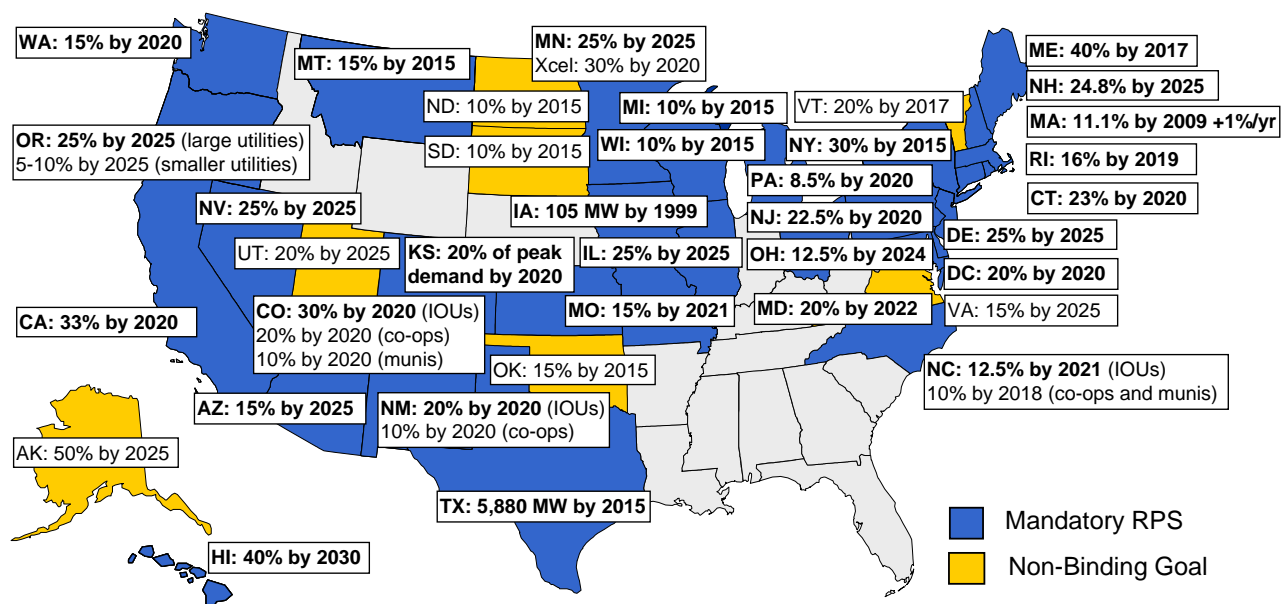 WA: 15% by 2020
MT: 15% by 2015
MN: 25% by 2025
Xcel: 30% by 2020
ME: 40% by 2017
NH: 24.8% by 2025
ND: 10% by 2015
MI: 10% by 2015
VT: 20% by 2017
MA: 11.1% by 2009 +1%/yr
OR: 25% by 2025 (large utilities)
5-10% by 2025 (smaller utilities)
SD: 10% by 2015
WI: 10% by 2015
NY: 30% by 2015
RI: 16% by 2019
PA: 8.5% by 2020
CT: 23% by 2020
NV: 25% by 2025
IA: 105 MW by 1999
NJ: 22.5% by 2020
DE: 25% by 2025
UT: 20% by 2025
KS: 20% of peak
demand by 2020
IL: 25% by 2025
OH: 12.5% by 2024
DC: 20% by 2020
CA: 33% by 2020
CO: 30% by 2020 (IOUs)
20% by 2020 (co-ops)
10% by 2020 (munis)
MO: 15% by 2021
MD: 20% by 2022
VA: 15% by 2025
OK: 15% by 2015
NC: 12.5% by 2021 (IOUs)
10% by 2018 (co-ops and munis)
AZ: 15% by 2025
NM: 20% by 2020 (IOUs)
10% by 2020 (co-ops)
AK: 50% by 2025
TX: 5,880 MW by 2015
HI: 40% by 2030
Mandatory RPS
Non-Binding Goal